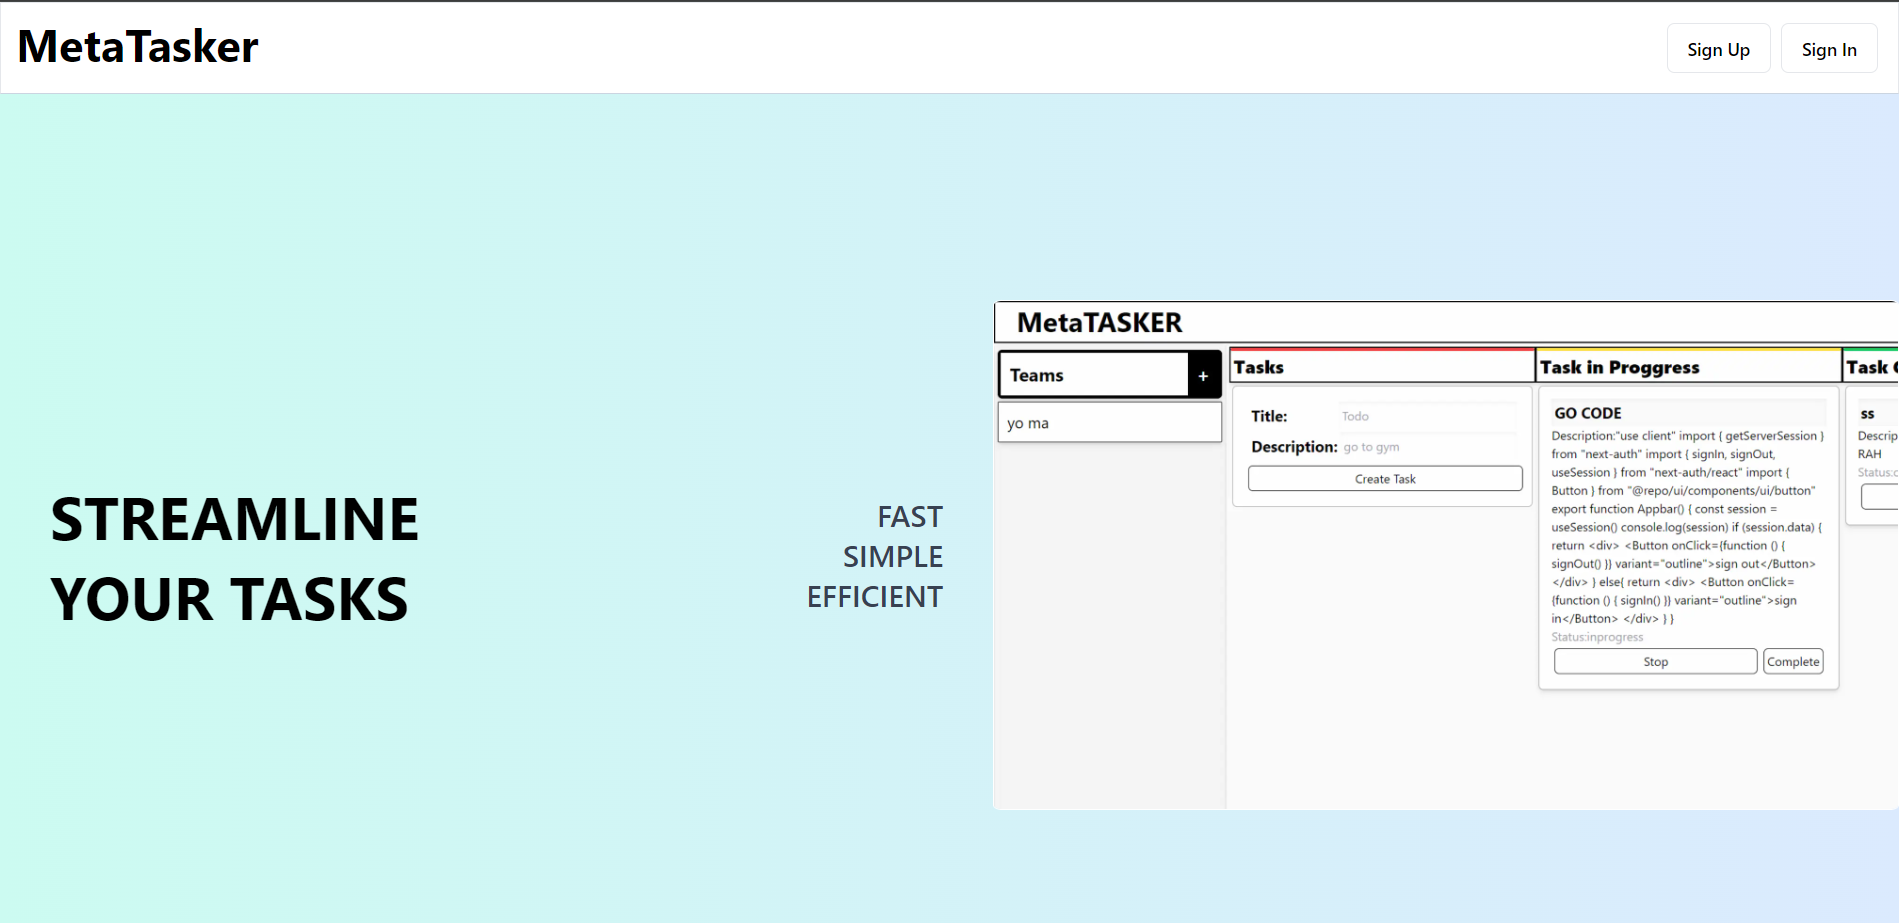 MetaTasker
Sign Up
Sign In
STREAMLINE
YOUR TASKS
FAST
SIMPLE
EFFICIENT
MetaTASKER
Teams
+
yo ma
Tasks
Title:
Todo
Description:
go to gym
Create Task
Task in Proggress
GO CODE
Description:"use client" import { getServerSession }
from "next-auth" import { signIn, signOut,
useSession } from "next-auth/react" import {
Button } from "@repo/ui/components/ui/button"
export function Appbar() { const session =
useSession() console.log(session) if (session.data) {
return <div> <Button onClick={function () {
signOut() }} variant="outline">sign out</Button>
</div> } else{ return <div> <Button onClick=
{function () { signIn() }} variant="outline">sign
in</Button> </div> } }
Status:inprogress
Stop
Complete
Task
ss
Descrip
RAH
Status: